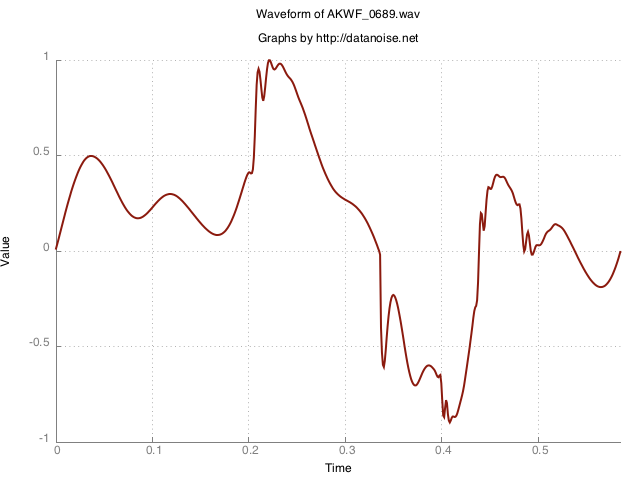 Waveform of AKWF_0689.wav
Graphs by http://datanoise.net
1
0.5
0
-0.5
-1
Value
0 0.1 0.2 0.3 0.4 0.5
Time